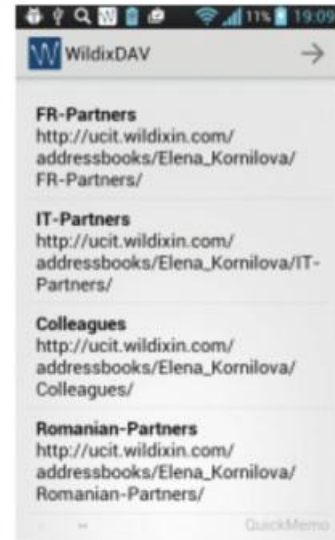 11% 19:09
WildixDAV
FR-Partners
http://ucit.wildixin.com/
addressbooks/Elena_Kornilova/
FR-Partners/
IT-Partners
http://ucit.wildixin.com/
addressbooks/Elena_Kornilova/IT-
Partners/
Colleagues
http://ucit.wildixin.com/
addressbooks/Elena_Kornilova/
Colleagues/
Romanian-Partners
http://ucit.wildixin.com/
addressbooks/Elena_Kornilova/
Romanian-Partners/
QuickMemo